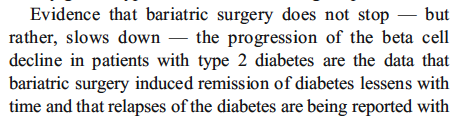 Evidence that bariatric surgery does not stop — but
rather, slows down — the progression of the beta cell
decline in patients with type 2 diabetes are the data that
bariatric surgery induced remission of diabetes lessens with
time and that relapses of the diabetes are being reported with